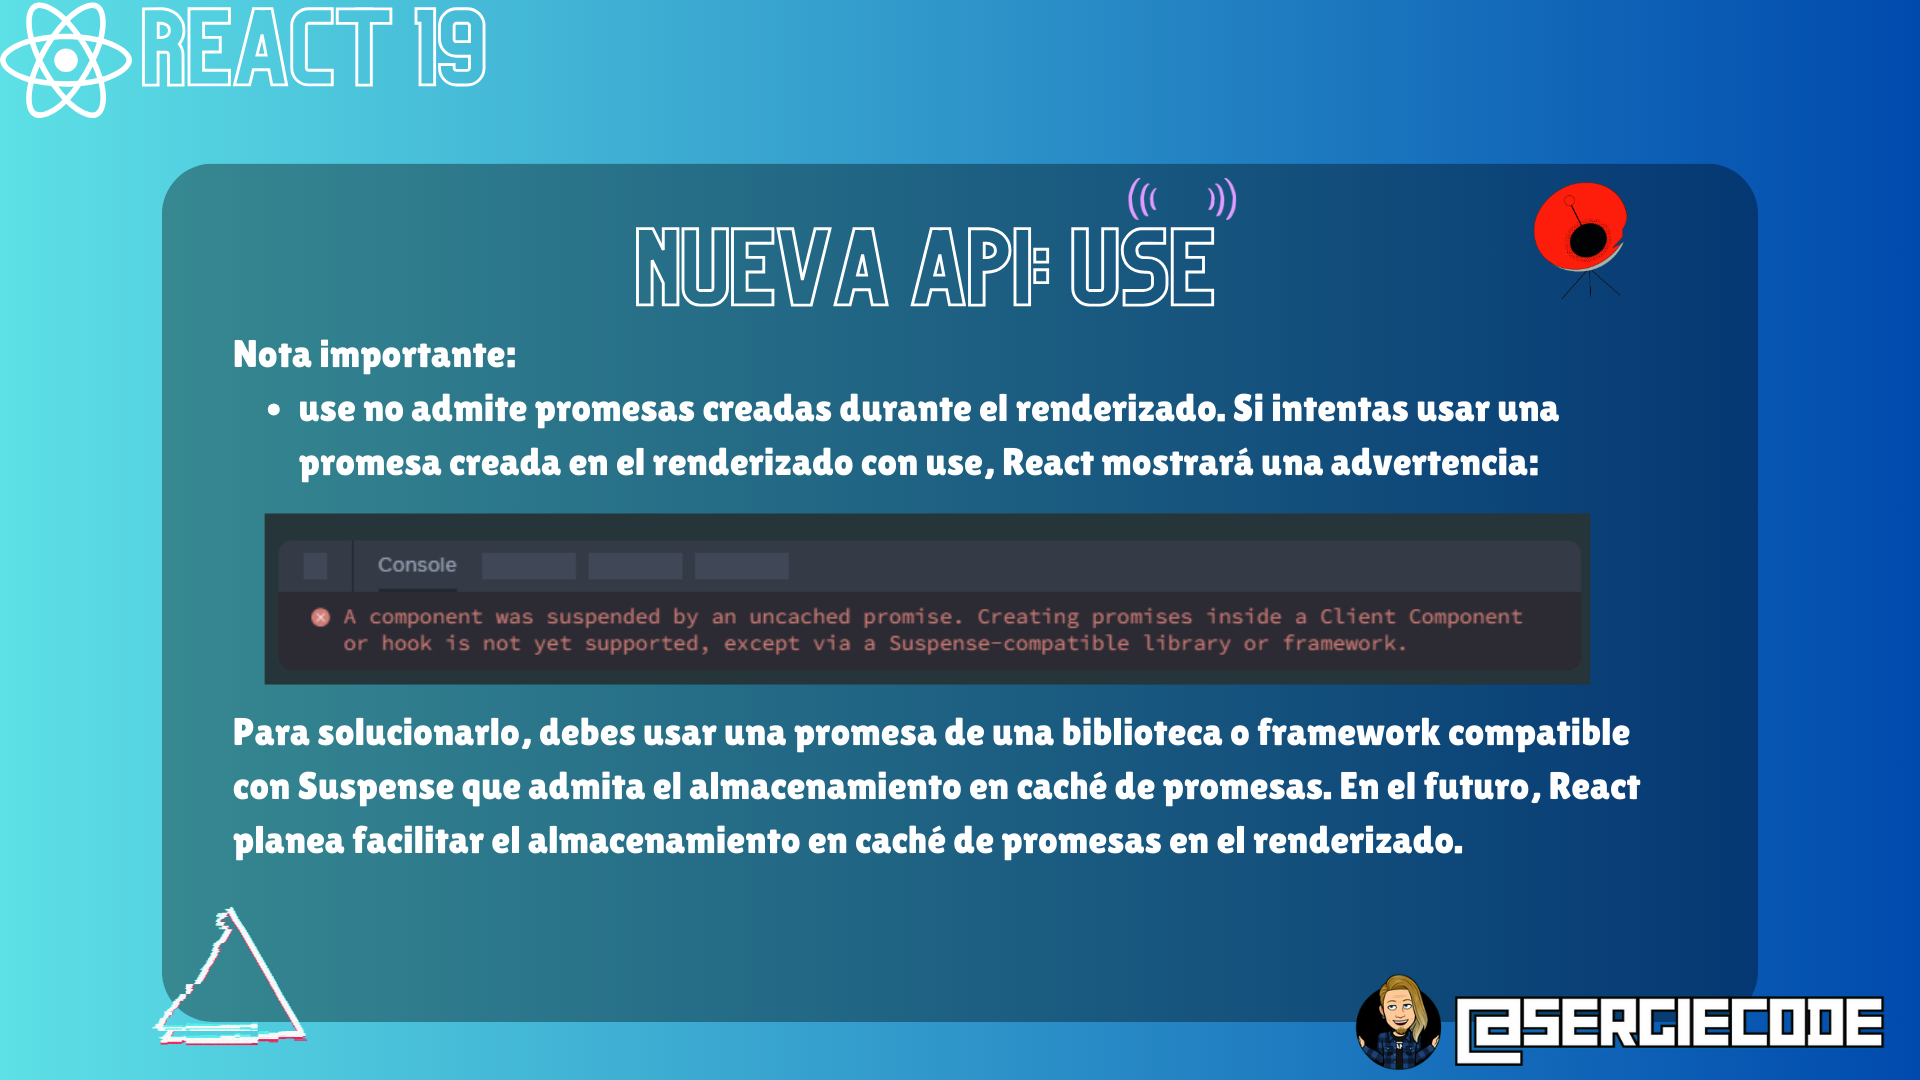 REACT 19
NUEVA API: USE
Nota importante:
• use no admite promesas creadas durante el renderizado. Si intentas usar una
promesa creada en el renderizado con use, React mostrará una advertencia:
Console
A component was suspended by an uncached promise. Creating promises inside a Client Component
or hook is not yet supported, except via a Suspense-compatible library or framework.
Para solucionarlo, debes usar una promesa de una biblioteca o framework compatible
con Suspense que admita el almacenamiento en caché de promesas. En el futuro, React
planea facilitar el almacenamiento en caché de promesas en el renderizado.
@SERGIECODE